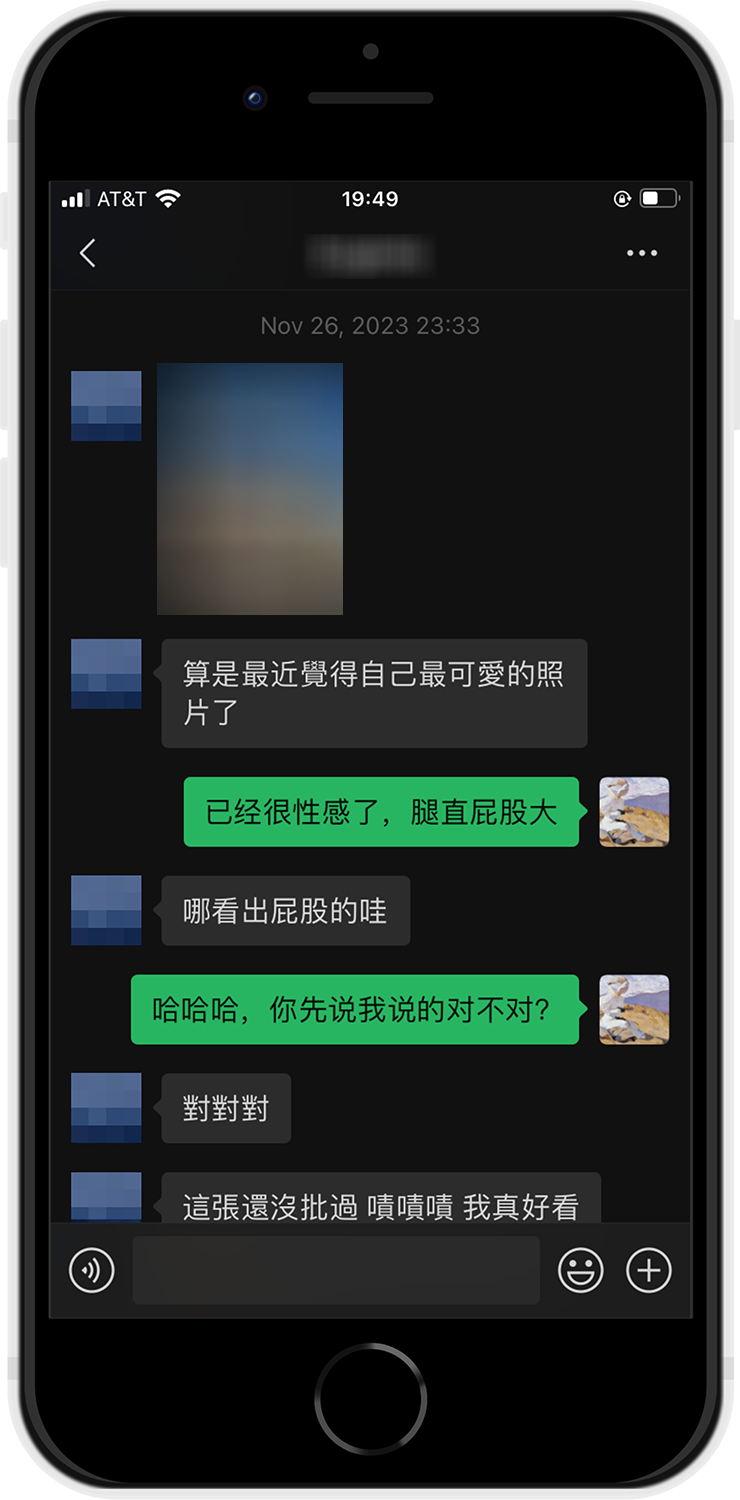 AT&T 19:49
Nov 26, 2023 23:33
算是最近覺得自己最可愛的照
片了
已经很性感了，腿直屁股大
哪看出屁股的哇
哈哈哈，你先说我说的对不对？
對對對
這張還沒批過 嘖嘖嘖 我真好看